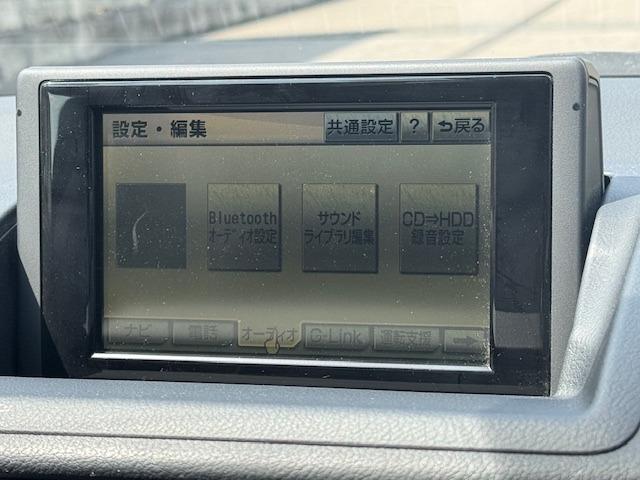 設定・編集
共通設定
?
戻る
Bluetooth
オーディオ設定
サウンド
ライブラリ編集
CD⇒HDD
録音設定
ナビ
電話
オーディオ
G-Link
運転支援